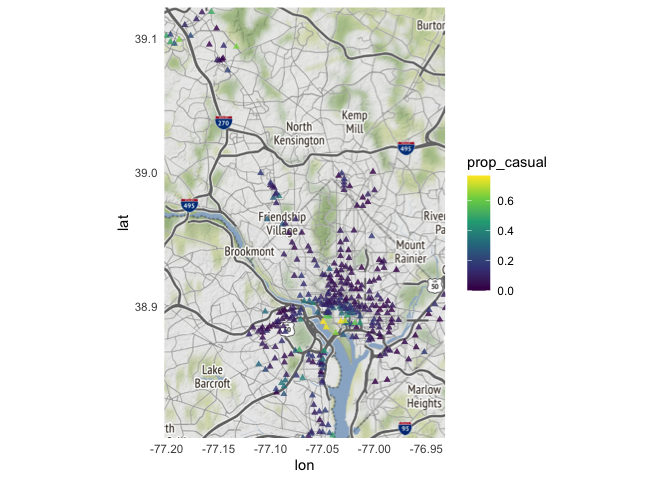 Burton
39.1
270
North
Kensington
Kemp
Mill
495
39.0
495
Friendship
Village
River
Pa
Mount
Rainier
Brookmont
50
38.9
50
Lake
Barcroft
Marlow
Heights
th
95
-77.20
-77.15
-77.10
-77.05
-77.00
-76.95
lon
lat
prop_casual
0.6
0.4
0.2
0.0